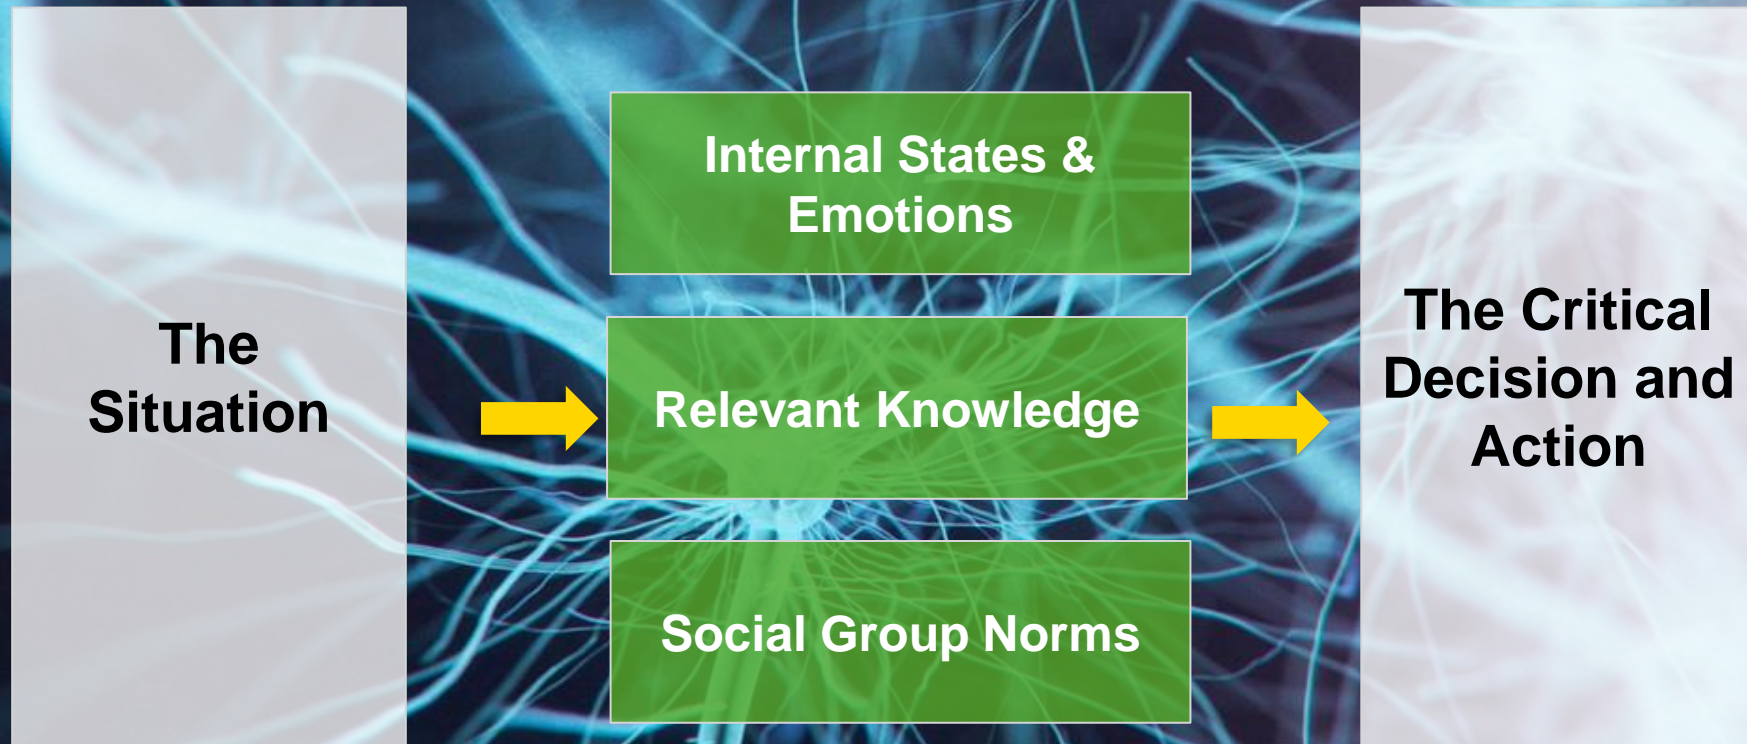 The
Situation
Internal States &
Emotions
Relevant Knowledge
Social Group Norms
The Critical
Decision and
Action